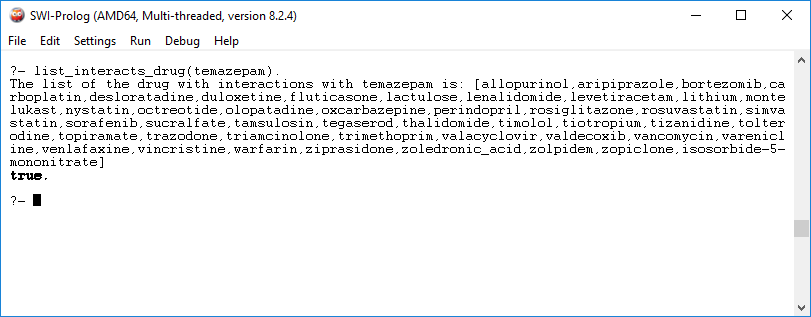 SWI-Prolog (AMD64, Multi-threaded, version 8.2.4)
File Edit Settings Run Debug Help
?- list_interacts_drug(temazepam).
The list of the drug with interactions with temazepam is: [allopurinol,aripiprazole,bortezomib,ca
rboplatin,desloratadine,duloxetine,fluticasone,lactulose,lenalidomide,levetiracetam,lithium,monte
lukast,nystatin,octreotide,olopatadine,oxcarbazepine,perindopril,rosiglitazone,rosuvastatin,simva
statin,sorafenib,sucralfate,tamsulosin,tegaserod,thalidomide,timolol,tiotropium,tizanidine,tolter
odine,topiramate,trazodone,triamcinolone,trimethoprim,valacyclovir,valdecoxib,vancomycin,varenicl
ine,venlafaxine,vincristine,warfarin,ziprasidone,zoledronic_acid,zolpidem,zopiclone,isosorbide-5-
mononitrate]
true.
?-